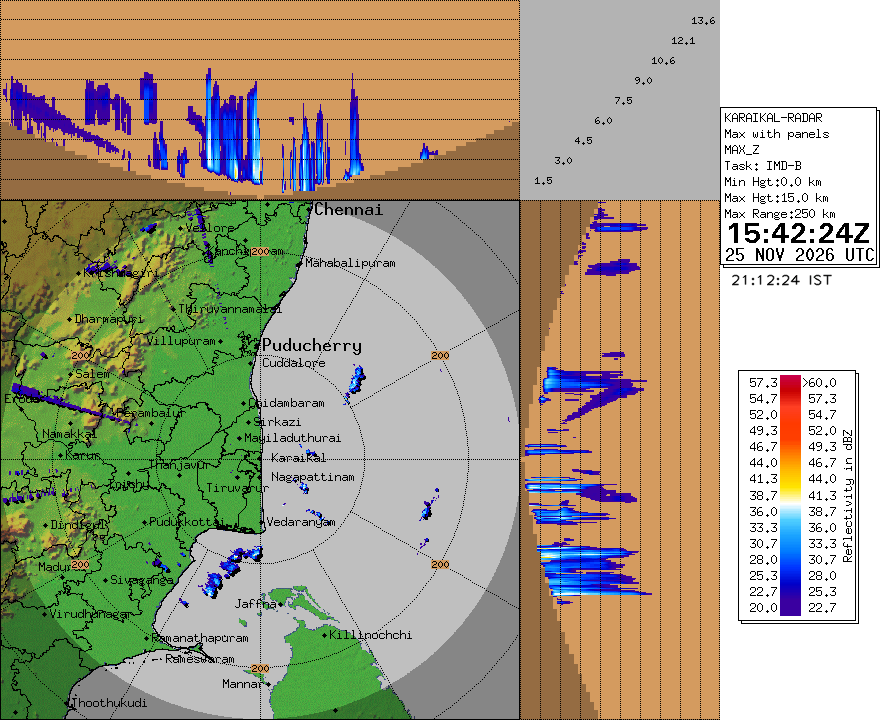 13.6
12.1
10.6
9.0
7.5
6.0
4.5
3.0
1.5
KARAIKAL-RADAR
Max with panels
MAX_Z
Task: IMD-B
Min Hgt:0.0 km
Max Hgt:15.0 km
Max Range:250 km
15:42:24Z
25 NOV 2026 UTC
21:12:24 IST
Chennai
Vellore
200
Mahabalipuram
Krishnagiri
Thiruvannamalai
Dharmapuri
Villupuram
Puducherry
200
200
Cuddalore
Salem
Erode
Chidambaram
Perambalur
Sirkazi
Namakkal
Mayiladuthurai
Karur
Karaikal
Thanjavur
Nagapattinam
Tiruvarur
Dindigul
Pudukkottai
Vedaranyam
200
200
Madurai
Sivaganga
Jaffna
Virudhunagar
Ramanathapuram
Killinochchi
Rameswaram
200
Mannar
Thoothukudi
57.3 >60.0
54.7 57.3
52.0 54.7
49.3 52.0
46.7 49.3
44.0 46.7
41.3 44.0
38.7 41.3
36.0 38.7
33.3 36.0
30.7 33.3
28.0 30.7
25.3 28.0
22.7 25.3
20.0 22.7
Reflectivity in dBZ